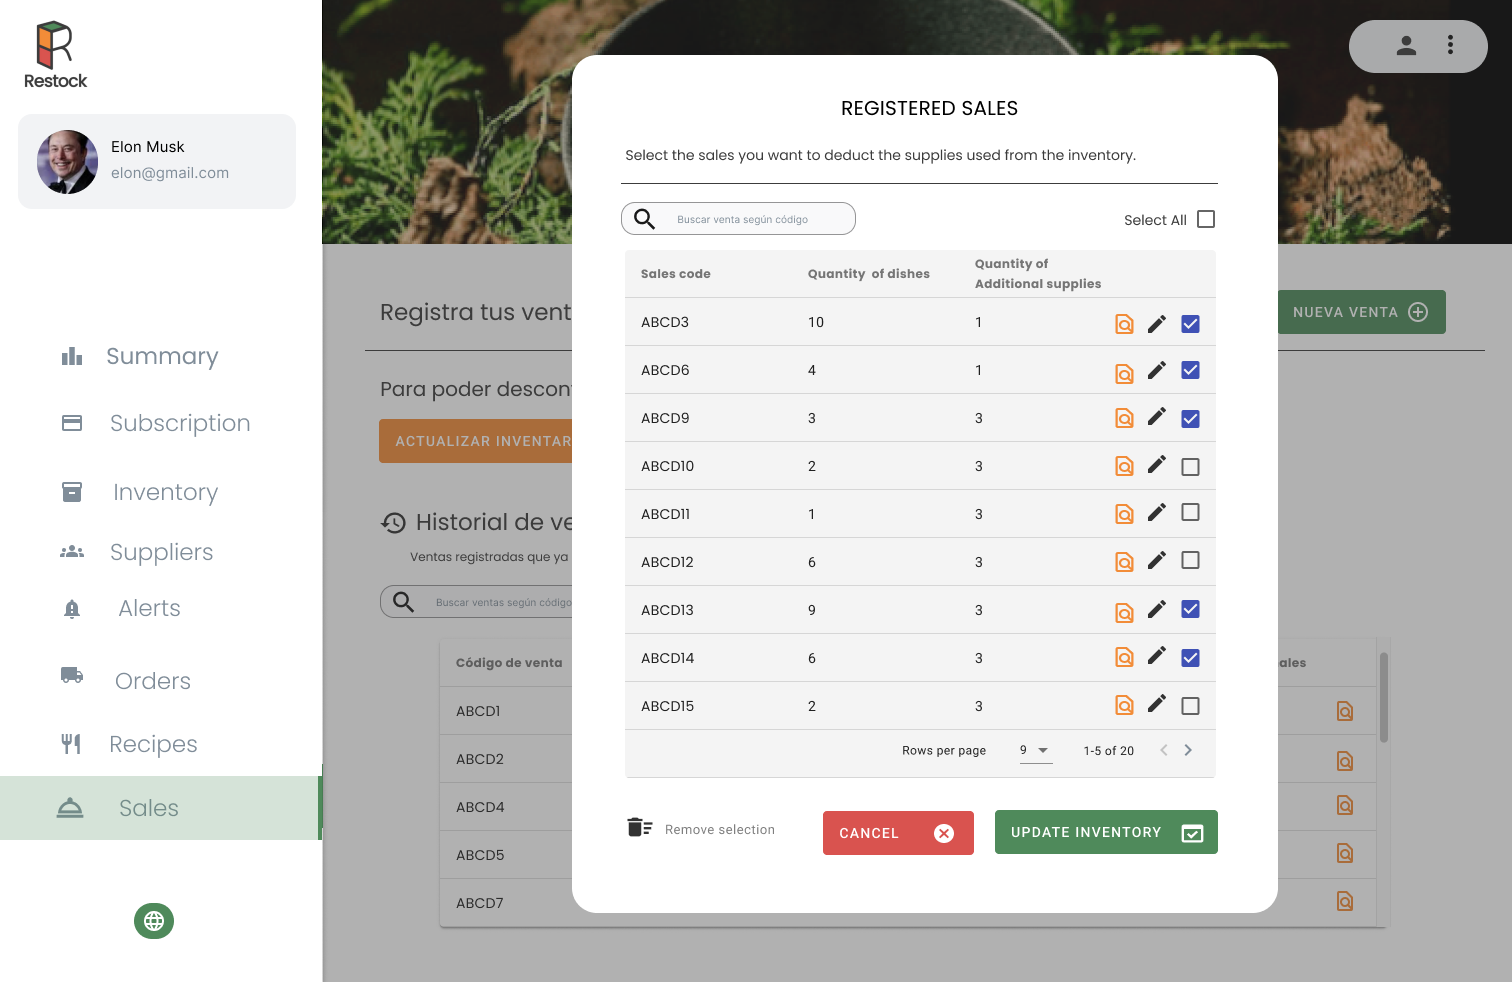 Restock
Elon Musk
elon@gmail.com
Summary
Subscription
Inventory
Suppliers
Alerts
Orders
Recipes
Sales
Registra tus vent
NUEVA VENTA
Para poder descon
ACTUALIZAR INVENTAR
Historial de ve
Ventas registradas que ya
Buscar ventas según código
Código de venta
ales
ABCD1
ABCD2
ABCD4
ABCD5
ABCD7
REGISTERED SALES
Select the sales you want to deduct the supplies used from the inventory.
Buscar venta según código
Select All
Sales code Quantity of dishes Quantity of
Additional supplies
ABCD3 10 1
ABCD6 4 1
ABCD9 3 3
ABCD10 2 3
ABCD11 1 3
ABCD12 6 3
ABCD13 9 3
ABCD14 6 3
ABCD15 2 3
Rows per page 9 1-5 of 20
Remove selection
CANCEL
UPDATE INVENTORY